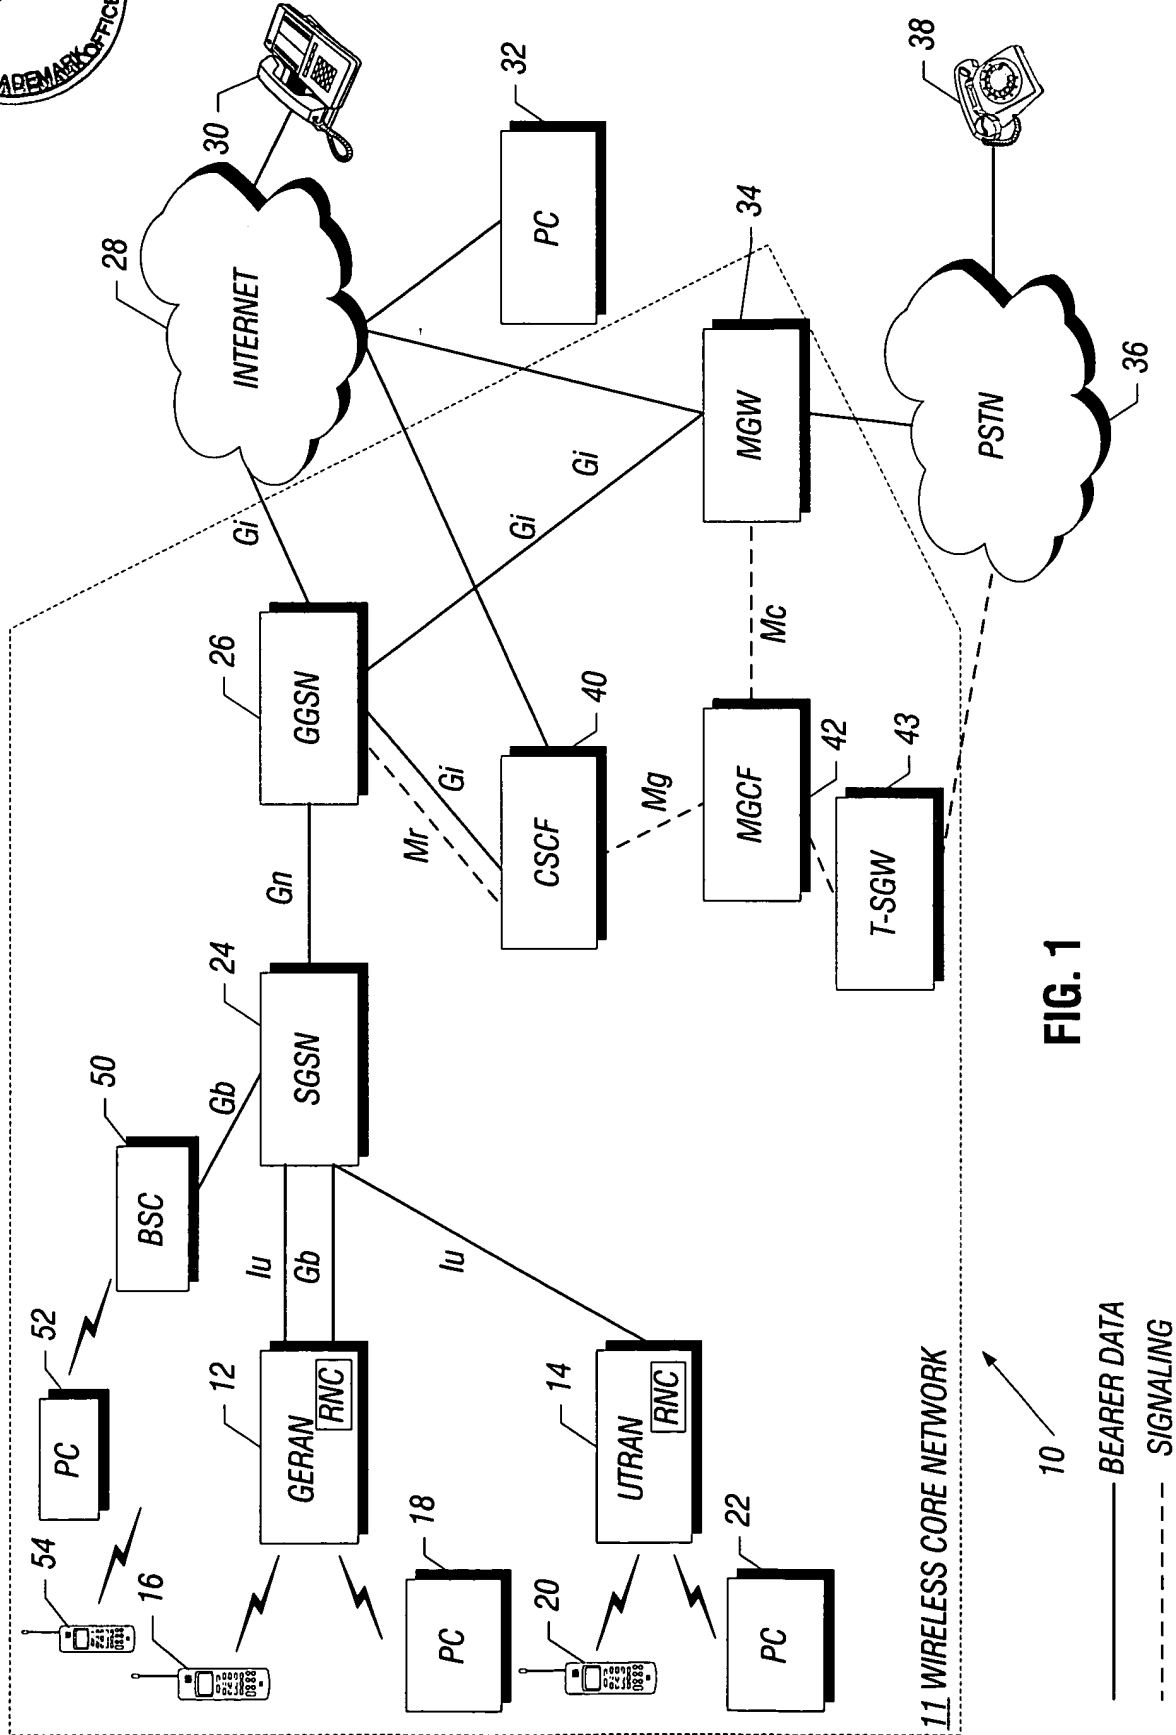 ADEMARK OFFICE
54
52
PC
50
BSC
16
12
GERAN
RNC
Iu
Gb
Gb
24
SGSN
Gn
26
GGSN
Gi
28
INTERNET
30
18
PC
Mr
Gi
Gi
Gi
32
PC
20
14
UTRAN
RNC
Iu
CSCF
40
Mg
22
PC
MGCF
42
Mc
MGW
34
T-SGW
43
11 WIRELESS CORE NETWORK
PSTN
36
38
10
BEARER DATA
SIGNALING
FIG. 1